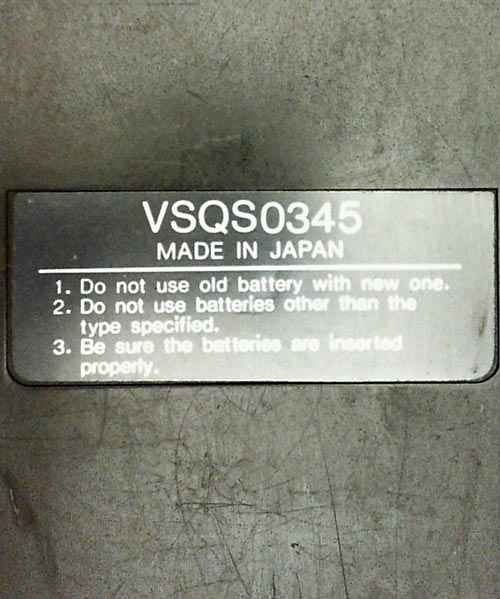 VSQS0345
MADE IN JAPAN
1. Do not use old battery with new one.
2. Do not use batteries other than the
type specified.
3. Be sure the batteries are inserted
properly.